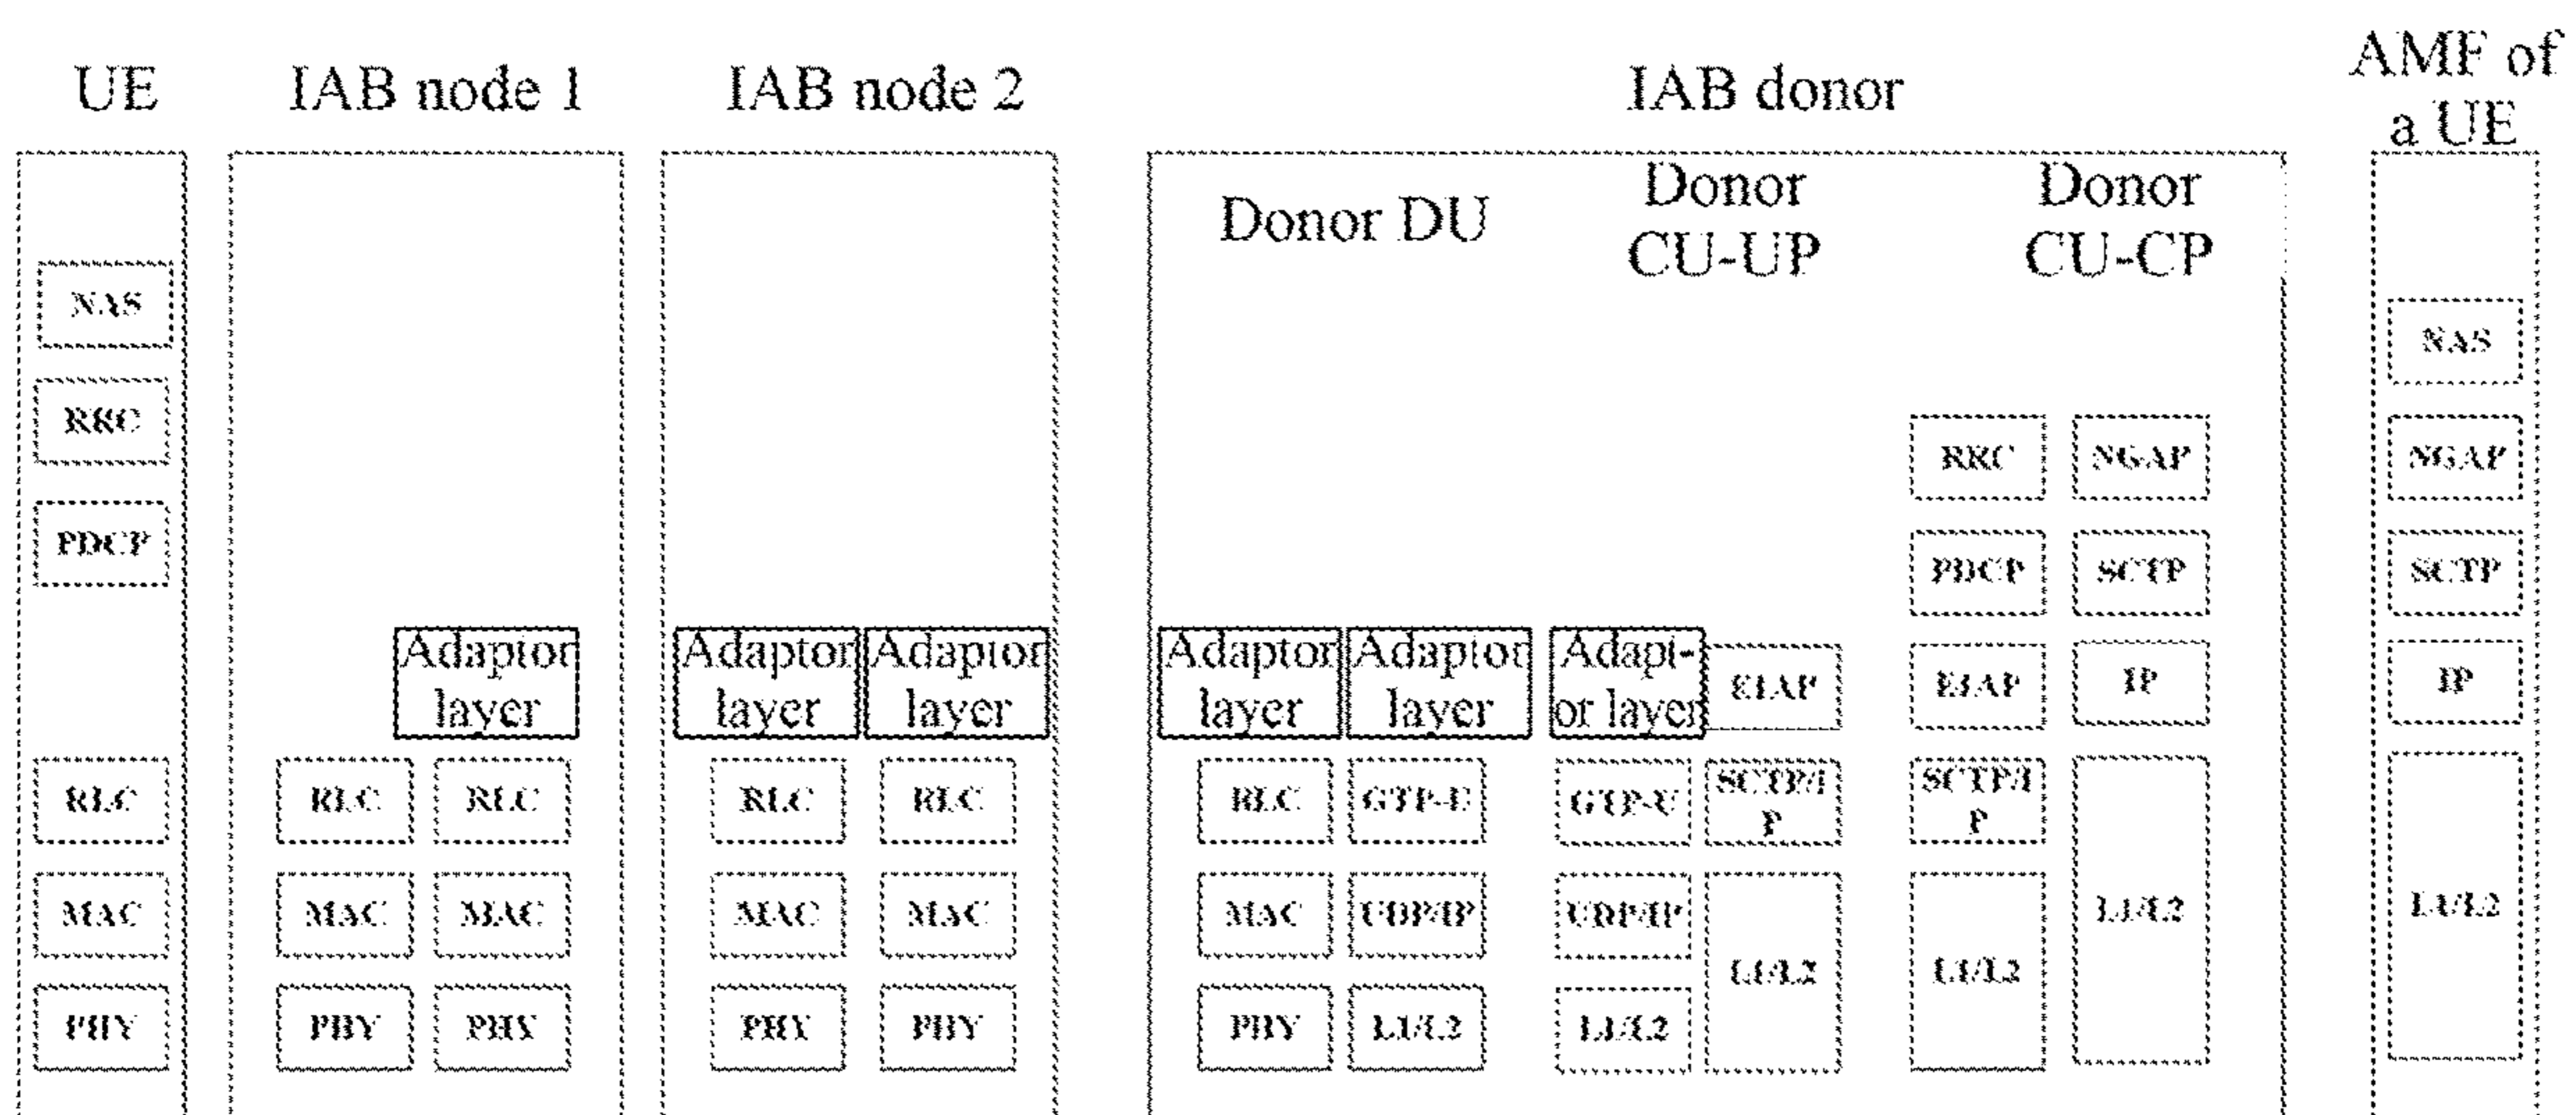 UE
IAB node 1
IAB node 2
IAB donor
AMF of
a UE
Donor DU
Donor
CU-UP
Donor
CU-CP
NAS
RRC
PDCP
RLC
MAC
PHY
RLC
MAC
PHY
Adaptor
layer
RLC
MAC
PHY
Adaptor
layer
RLC
MAC
PHY
Adaptor
layer
RLC
MAC
PHY
Adaptor
layer
RLC
MAC
PHY
Adaptor
layer
GTP-U
UDP/IP
L1/L2
Adapt-
or layer
GTP-U
UDP/IP
L1/L2
E1AP
SCTP/I
P
L1/L2
RRC
PDCP
E1AP
SCTP/I
P
L1/L2
NGAP
SCTP
IP
L1/L2
NAS
NGAP
SCTP
IP
L1/L2